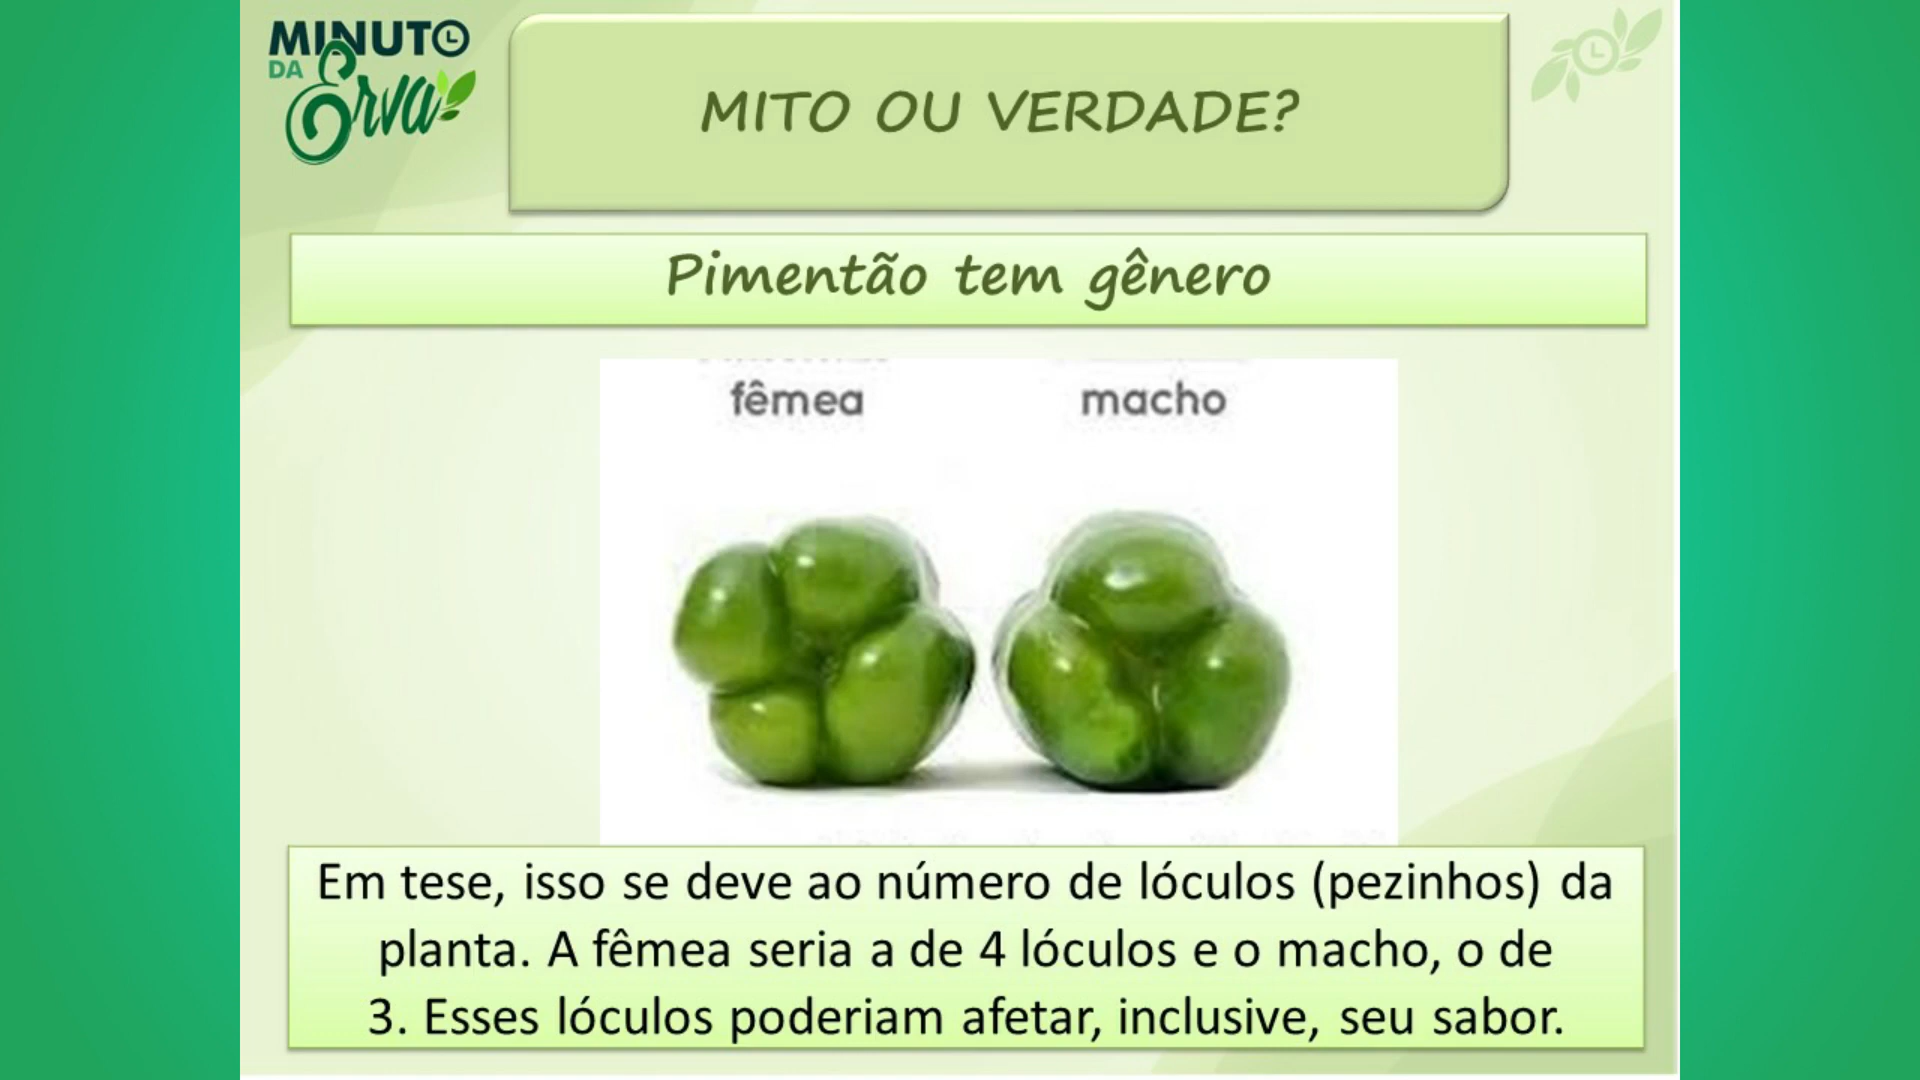 MINUTO
DA
Erva
MITO OU VERDADE?
Pimentão tem gênero
fêmea
macho
Em tese, isso se deve ao número de lóculos (pezinhos) da
planta. A fêmea seria a de 4 lóculos e o macho, o de
3. Esses lóculos poderiam afetar, inclusive, seu sabor.